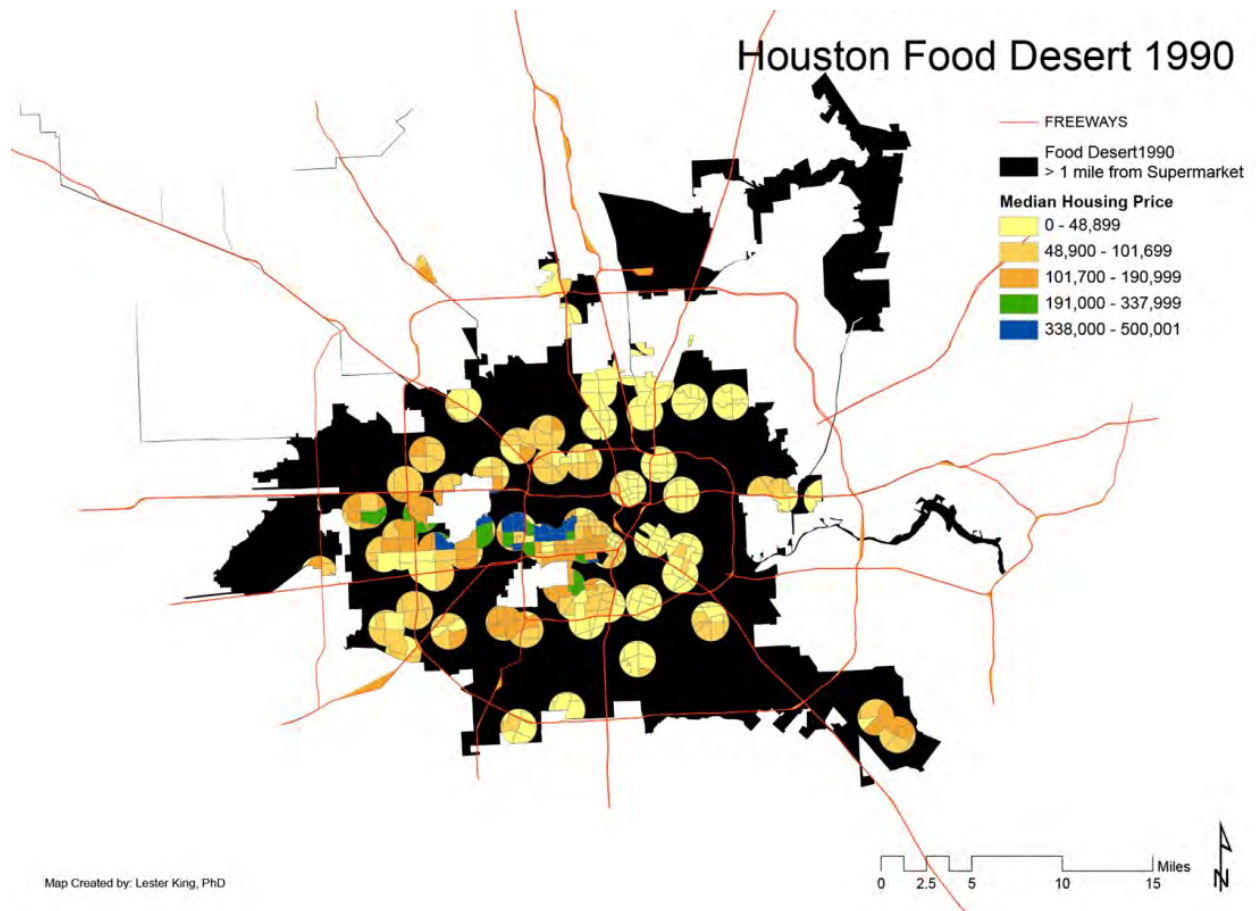 Houston Food Desert 1990
FREEWAYS
Food Desert1990
> 1 mile from Supermarket
Median Housing Price
0 - 48,899
48,900 - 101,699
101,700 - 190,999
191,000 - 337,999
338,000 - 500,001
Map Created by: Lester King, PhD
Miles
0 2.5 5 10 15
N